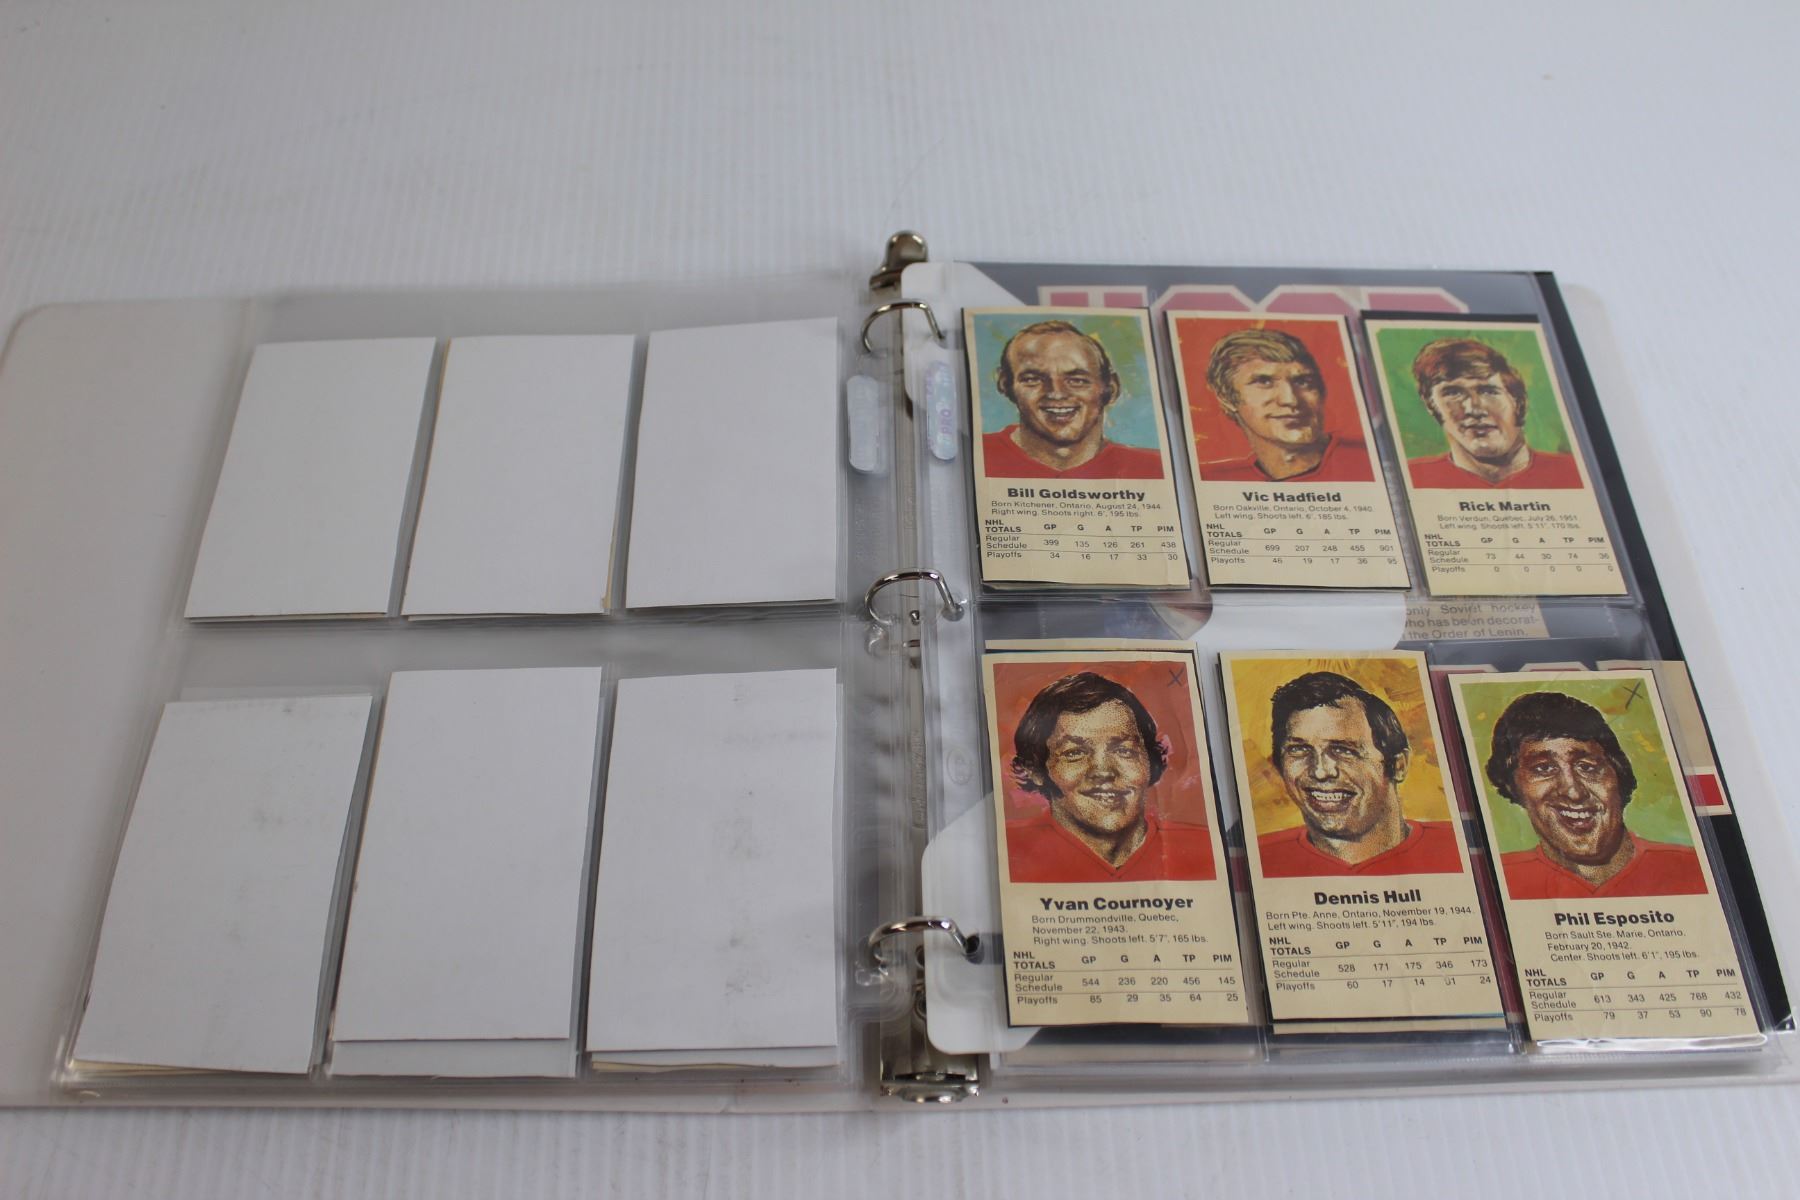 Bill Goldsworthy
Born Kitchener, Ontario, August 24, 1944.
Right wing. Shoots right. 6', 195 lbs.
NHL TOTALS GP G A TP PIM
Regular Schedule 399 135 126 261 438
Playoffs 34 16 17 33 30
Vic Hadfield
Born Oakville, Ontario, October 4, 1940.
Left wing. Shoots left. 6', 185 lbs.
NHL TOTALS GP G A TP PIM
Regular Schedule 699 207 248 455 901
Playoffs 46 19 17 36 95
Rick Martin
Born Verdun, Quebec, July 26, 1951.
Left wing. Shoots left. 5'11", 170 lbs.
NHL TOTALS GP G A TP PIM
Regular Schedule 73 44 30 74 36
Playoffs 0 0 0 0 0
only Soviet hockey
who has been decorat-
the Order of Lenin.
X
Yvan Cournoyer
Born Drummondville, Quebec,
November 22, 1943.
Right wing. Shoots left. 5'7", 165 lbs.
NHL TOTALS GP G A TP PIM
Regular Schedule 544 236 220 456 145
Playoffs 85 29 35 64 25
Dennis Hull
Born Pte. Anne, Ontario, November 19, 1944.
Left wing. Shoots left. 5'11", 194 lbs.
NHL TOTALS GP G A TP PIM
Regular Schedule 528 171 175 346 173
Playoffs 60 17 14 31 24
X
Phil Esposito
Born Sault Ste. Marie, Ontario.
February 20, 1942.
Center. Shoots left. 6'1", 195 lbs.
NHL TOTALS GP G A TP PIM
Regular Schedule 613 343 425 768 432
Playoffs 79 37 53 90 78